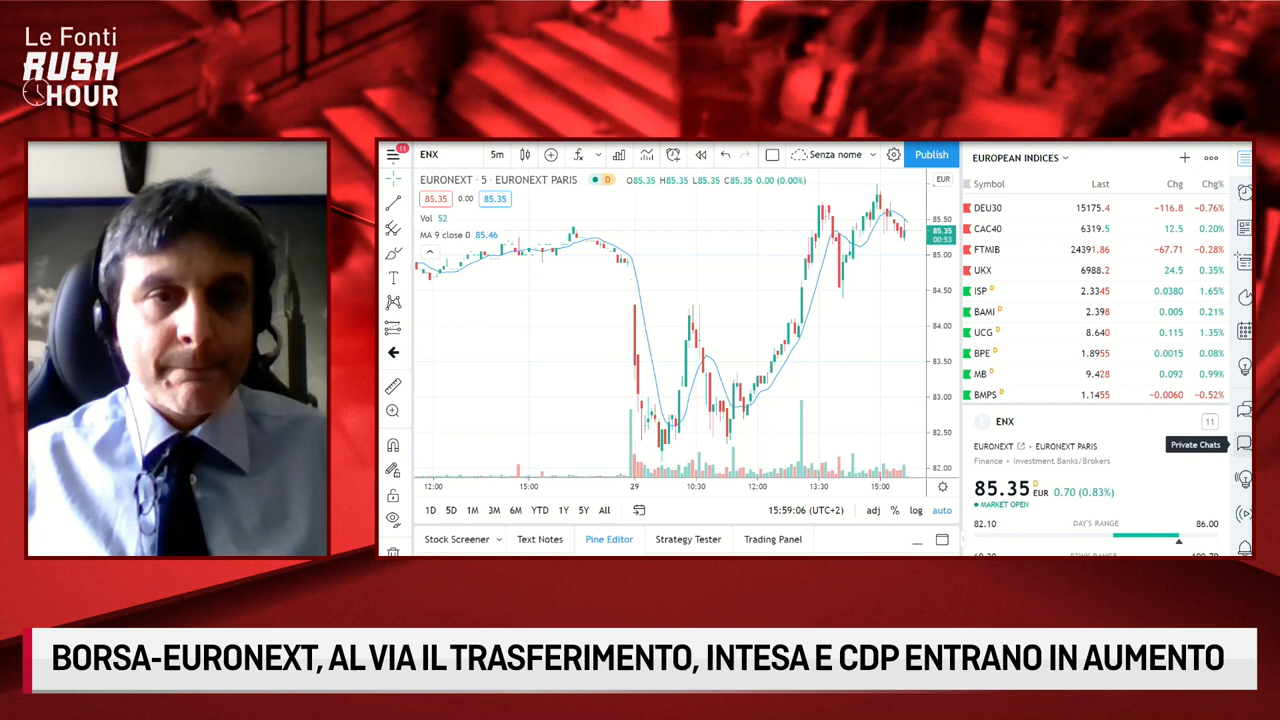 Le Fonti
RUSH
HOUR
11
ENX
5m
Senza nome
Publish
EURONEXT · 5 · EURONEXT PARIS
D
O85.35 H85.35 L85.35 C85.35 0.00 (0.00%)
EUR
85.35 0.00 85.35
Vol 52
MA 9 close 0 85.46
85.50
85.35
00:53
85.00
84.50
84.00
83.50
83.00
82.50
82.00
12:00 15:00 29 10:30 12:00 13:30 15:00
1D 5D 1M 3M 6M YTD 1Y 5Y All
15:59:06 (UTC+2) adj % log auto
Stock Screener Text Notes Pine Editor Strategy Tester Trading Panel
EUROPEAN INDICES
Symbol Last Chg Chg%
DEU30 15175.4 −116.8 −0.76%
CAC40 6319.5 12.5 0.20%
FTMIB 24391.86 −67.71 −0.28%
UKX 6988.2 24.5 0.35%
ISP D 2.3345 0.0380 1.65%
BAMI D 2.398 0.005 0.21%
UCG D 8.640 0.115 1.35%
BPE D 1.8955 0.0015 0.08%
MB D 9.428 0.092 0.99%
BMPS D 1.1455 −0.0060 −0.52%
ENX
11
EURONEXT · EURONEXT PARIS
Private Chats
Finance · Investment Banks/Brokers
85.35 D EUR 0.70 (0.83%)
MARKET OPEN
82.10 DAY'S RANGE 86.00
BORSA-EURONEXT, AL VIA IL TRASFERIMENTO, INTESA E CDP ENTRANO IN AUMENTO